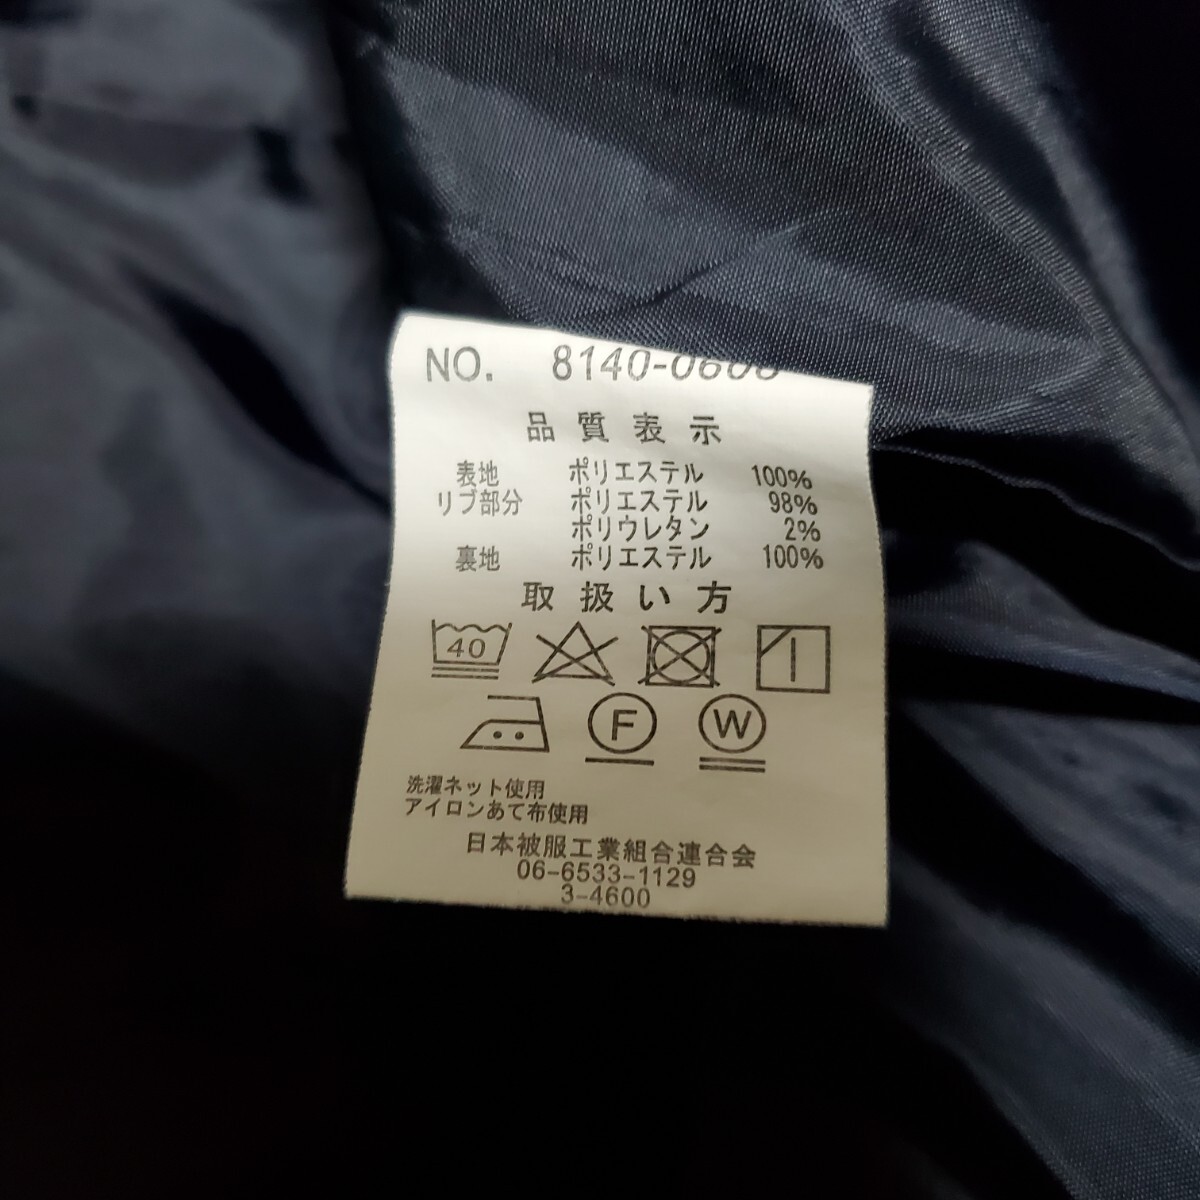 NO. 8140-0600
品質表示
表地 ポリエステル 100%
リブ部分 ポリエステル 98%
ポリウレタン 2%
裏地 ポリエステル 100%
取扱い方
40
F W
洗濯ネット使用
アイロンあて布使用
日本被服工業組合連合会
06-6533-1129
3-4600